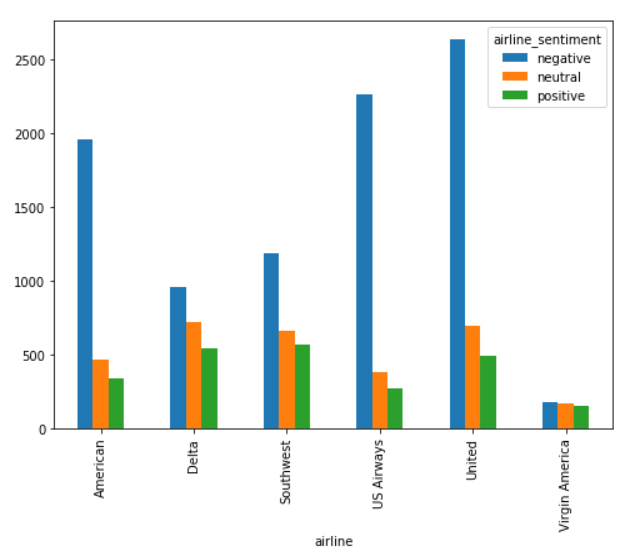 airline_sentiment
negative
neutral
positive
2500
2000
1500
1000
500
0
American
Delta
Southwest
US Airways
United
Virgin America
airline